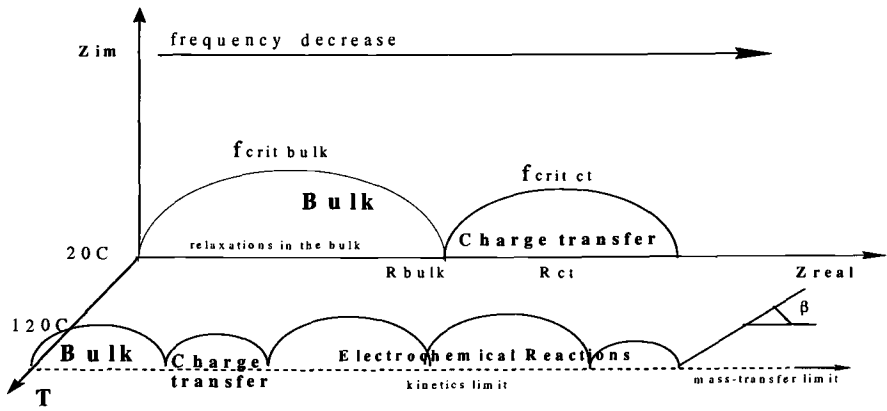 Zim
frequency decrease
fcrit bulk
fcrit ct
Bulk
Charge transfer
relaxations in the bulk
20C
Rbulk
Rct
Zreal
β
120C
Bulk
Charge
transfer
Electrochemical Reactions
kinetics limit
mass-transfer limit
T